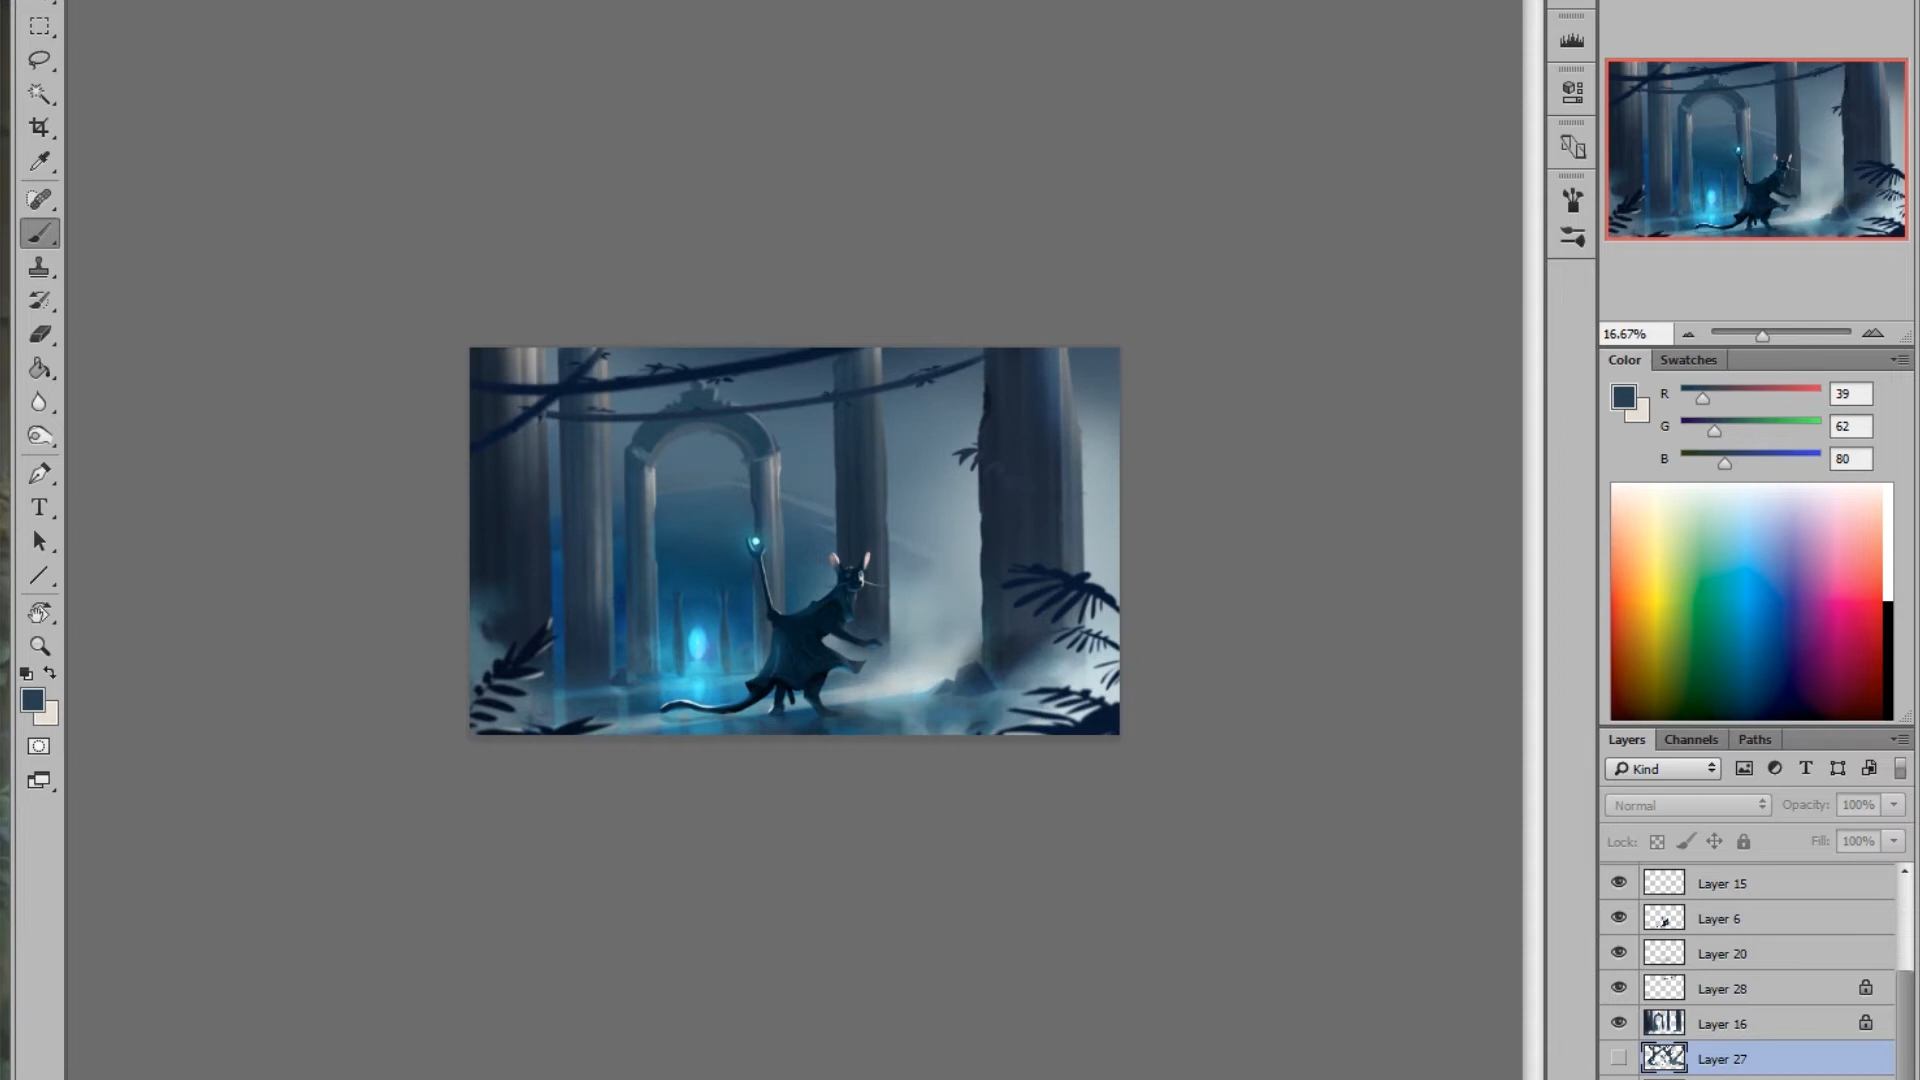 16.67%
Color Swatches
R 39
G 62
B 80
Layers Channels Paths
Kind
Normal Opacity: 100%
Lock: Fill: 100%
Layer 15
Layer 6
Layer 20
Layer 28
Layer 16
Layer 27